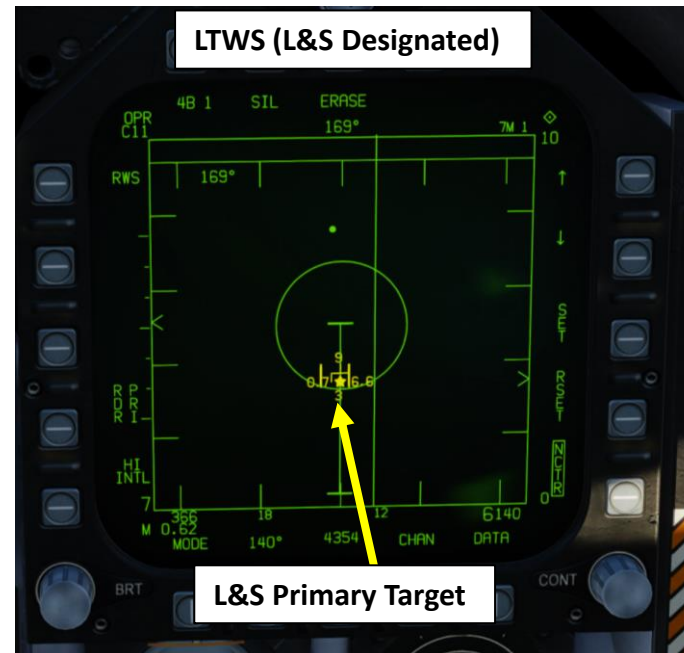 LTWS (L&S Designated)
4B 1 SIL ERASE
OPR
C11 169° 7M 1 10
RWS 169°
9
0.7 6.6
3
SET
RSET
NCTR
PDI
RRR
HI
INTL
7 0
366 18 12 6140
M 0.62
MODE 140° 4354 CHAN DATA
BRT CONT
L&S Primary Target